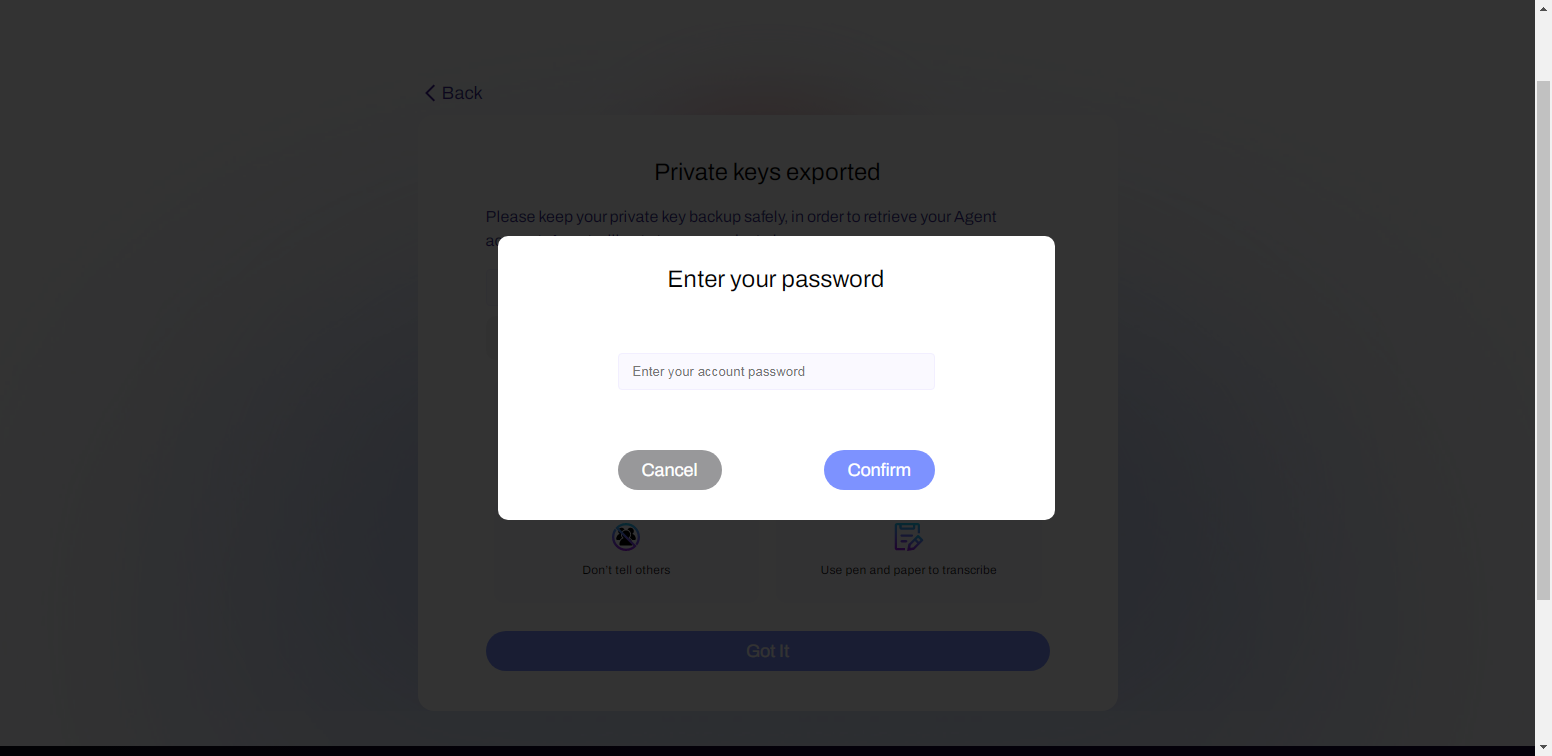 Back
Private keys exported
Please keep your private key backup safely, in order to retrieve your Agent
Enter your password
Enter your account password
Cancel
Confirm
Don't tell others
Use pen and paper to transcribe
Got It